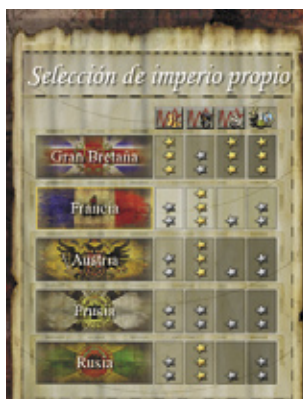 Selección de imperio propio
Gran Bretaña
Francia
Austria
Prusia
Rusia